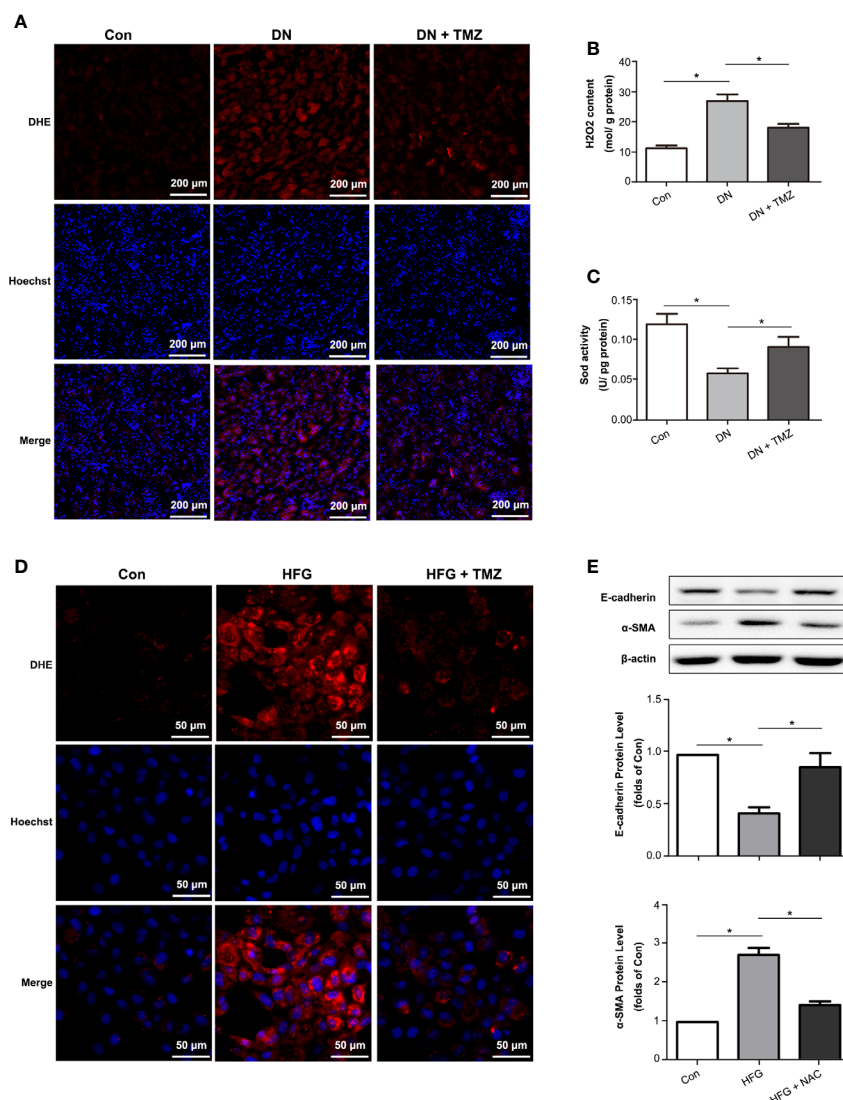 A
Con
DN
DN + TMZ
DHE
200 µm
200 µm
200 µm
Hoechst
200 µm
200 µm
200 µm
Merge
200 µm
200 µm
200 µm
B
H2O2 content
(mol/ g protein)
40
30
20
10
0
*
*
Con
DN
DN + TMZ
C
Sod activity
(U/ pg protein)
0.15
0.10
0.05
0.00
*
*
Con
DN
DN + TMZ
D
Con
HFG
HFG + TMZ
DHE
50 µm
50 µm
50 µm
Hoechst
50 µm
50 µm
50 µm
Merge
50 µm
50 µm
50 µm
E
E-cadherin
α-SMA
β-actin
E-cadherin Protein Level
(folds of Con)
1.5
1.0
0.5
0.0
*
*
α-SMA Protein Level
(folds of Con)
4
3
2
1
0
*
*
Con
HFG
HFG + NAC